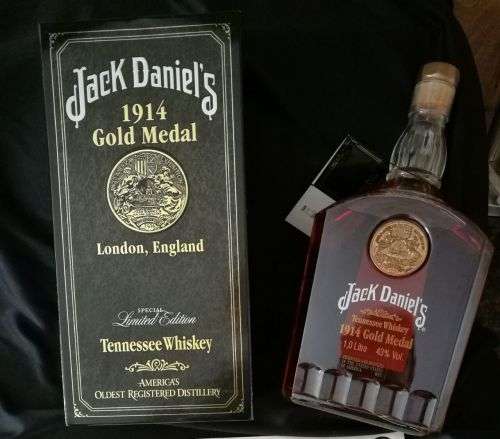 Jack Daniel's
1914
Gold Medal
London, England
SPECIAL
Limited Edition
Tennessee Whiskey
AMERICA'S
OLDEST REGISTERED DISTILLERY
Jack Daniel's
Tennessee Whiskey
1914 Gold Medal
1,0 Litre 43% Vol.